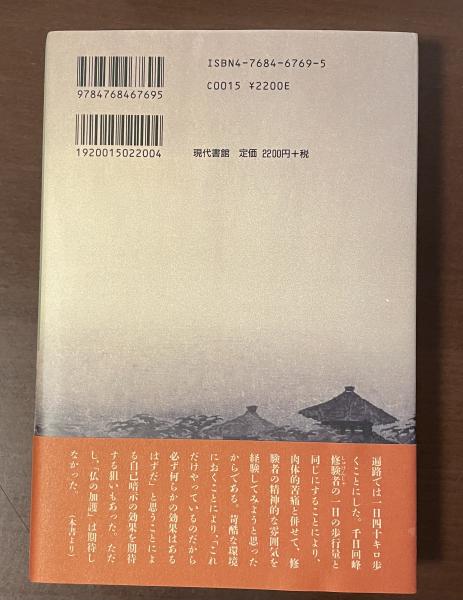 ISBN4-7684-6769-5
C0015 ¥2200E
9784768467695
1920015022004
現代書館 定価 2200円+税
遍路では一日四十キロ歩
くことにした。千日回峰
修験者の一日の歩行量と
しゅげんじゃ
同じにすることにより、
肉体的苦痛と併せて、修
験者の精神的な雰囲気を
経験してみようと思った
からである。苛酷な環境
におくことにより、「これ
だけやっているのだから
必ず何らかの効果はある
はずだ」と思うことによ
る自己暗示の効果を期待
する狙いもあった。ただ
し、「仏の加護」は期待し
なかった。
（本書より）